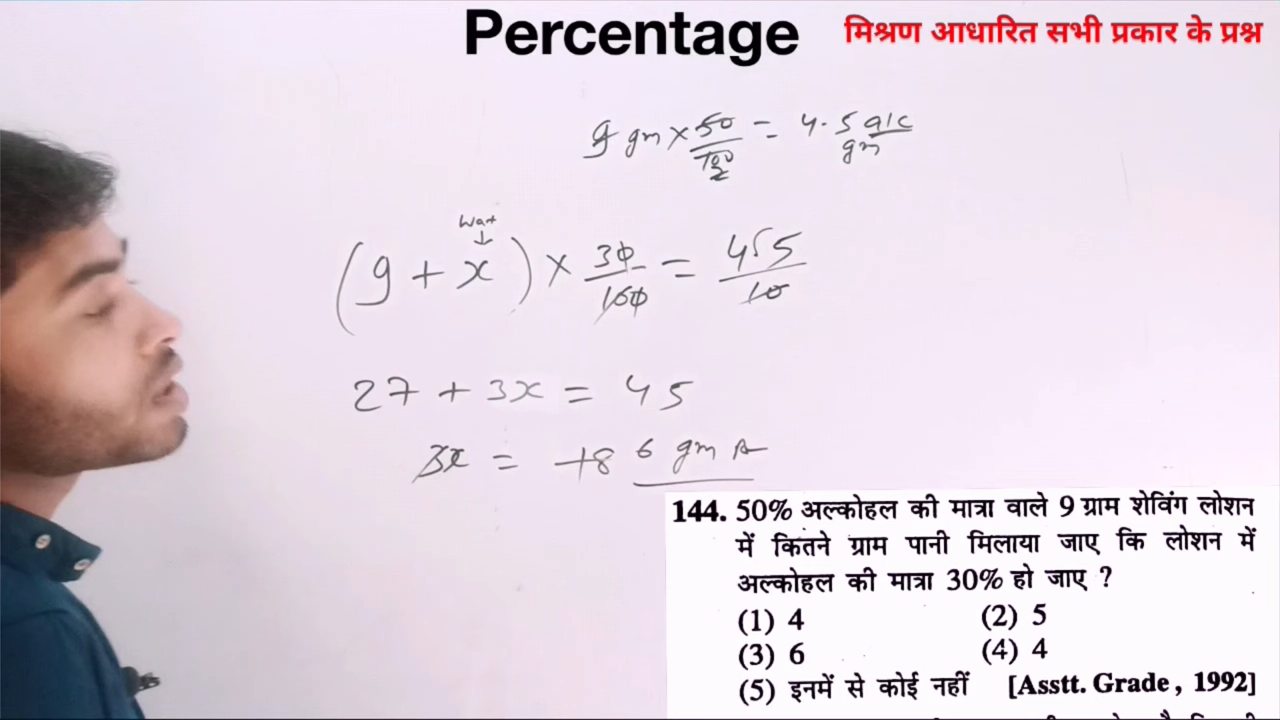 Percentage
मिश्रण आधारित सभी प्रकार के प्रश्न
9 gm × 50/100 = 4.5 alc gm
2
wat
↓
(9 + x) × 30/100 = 45/10
27 + 3x = 45
3x = 18 6 gm A
144. 50% अल्कोहल की मात्रा वाले 9 ग्राम शेविंग लोशन
में कितने ग्राम पानी मिलाया जाए कि लोशन में
अल्कोहल की मात्रा 30% हो जाए ?
(1) 4 (2) 5
(3) 6 (4) 4
(5) इनमें से कोई नहीं [Asstt. Grade, 1992]